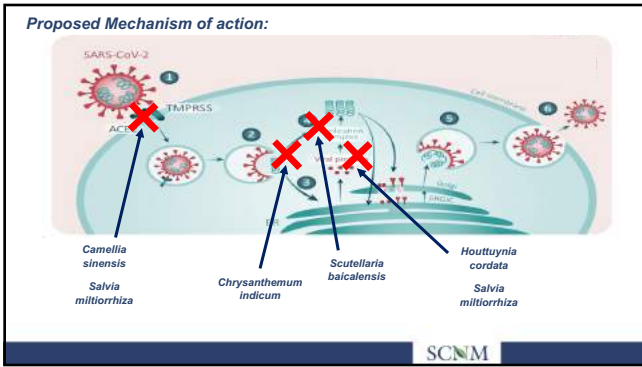 Proposed Mechanism of action:
SARS-CoV-2
1
TMPRSS
2
3
5
Cell membrane
6
Golgi
ERGIC
ER
Camellia
sinensis
Salvia
miltiorrhiza
Chrysanthemum
indicum
Scutellaria
baicalensis
Houttuynia
cordata
Salvia
miltiorrhiza
SCNM